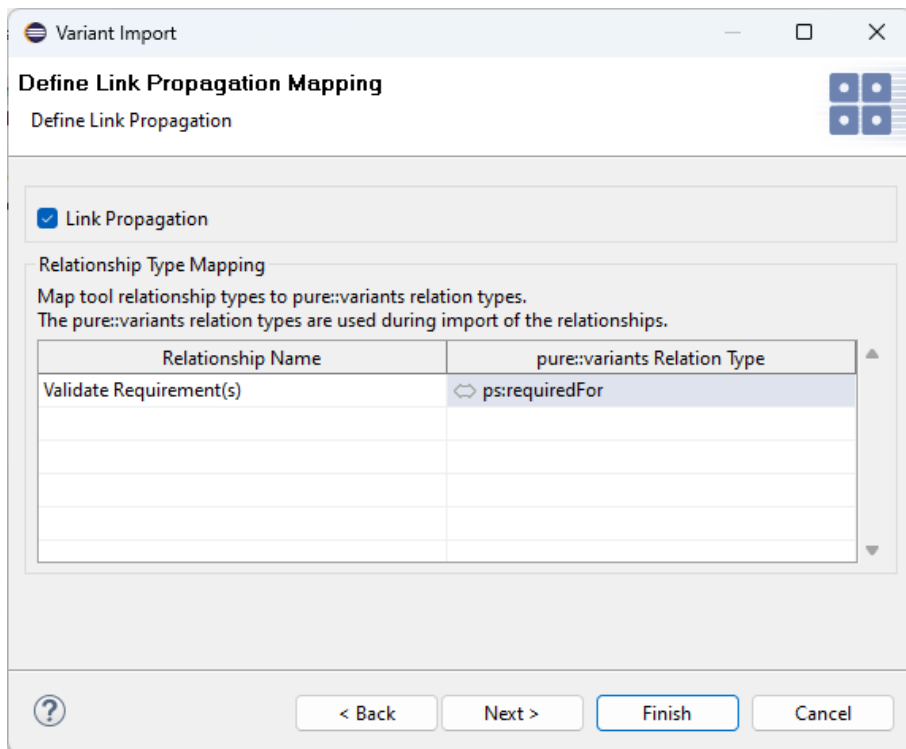 Variant Import
Define Link Propagation Mapping
Define Link Propagation
Link Propagation
Relationship Type Mapping
Map tool relationship types to pure::variants relation types.
The pure::variants relation types are used during import of the relationships.
Relationship Name pure::variants Relation Type
Validate Requirement(s) ps:requiredFor
? < Back Next > Finish Cancel